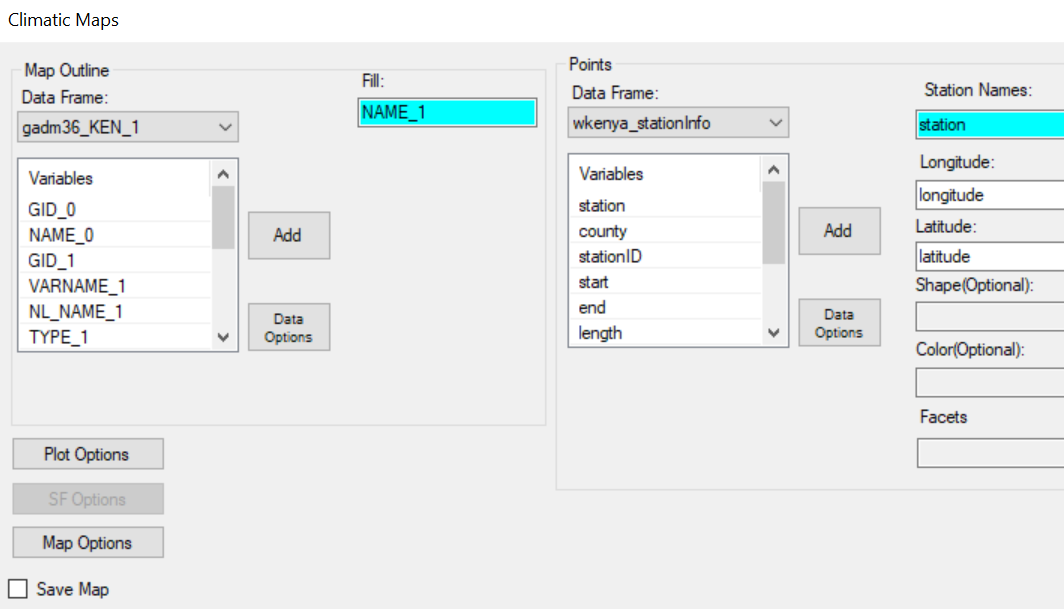 Climatic Maps
Map Outline
Data Frame:
gadm36_KEN_1
Fill:
NAME_1
Variables
GID_0
NAME_0
GID_1
VARNAME_1
NL_NAME_1
TYPE_1
Add
Data
Options
Points
Data Frame:
wkenya_stationInfo
Variables
station
county
stationID
start
end
length
Add
Data
Options
Station Names:
station
Longitude:
longitude
Latitude:
latitude
Shape(Optional):
Color(Optional):
Facets
Plot Options
SF Options
Map Options
Save Map